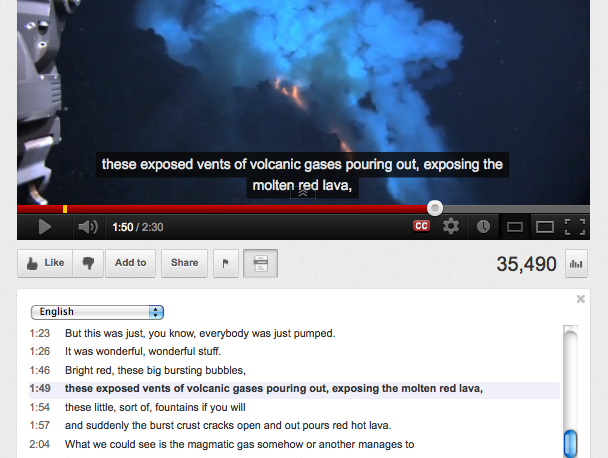 these exposed vents of volcanic gases pouring out, exposing the
molten red lava,
1:50 / 2:30
CC
Like
Add to
Share
35,490
English
1:23 But this was just, you know, everybody was just pumped.
1:26 It was wonderful, wonderful stuff.
1:46 Bright red, these big bursting bubbles,
1:49 these exposed vents of volcanic gases pouring out, exposing the molten red lava,
1:54 these little, sort of, fountains if you will
1:57 and suddenly the burst crust cracks open and out pours red hot lava.
2:04 What we could see is the magmatic gas somehow or another manages to